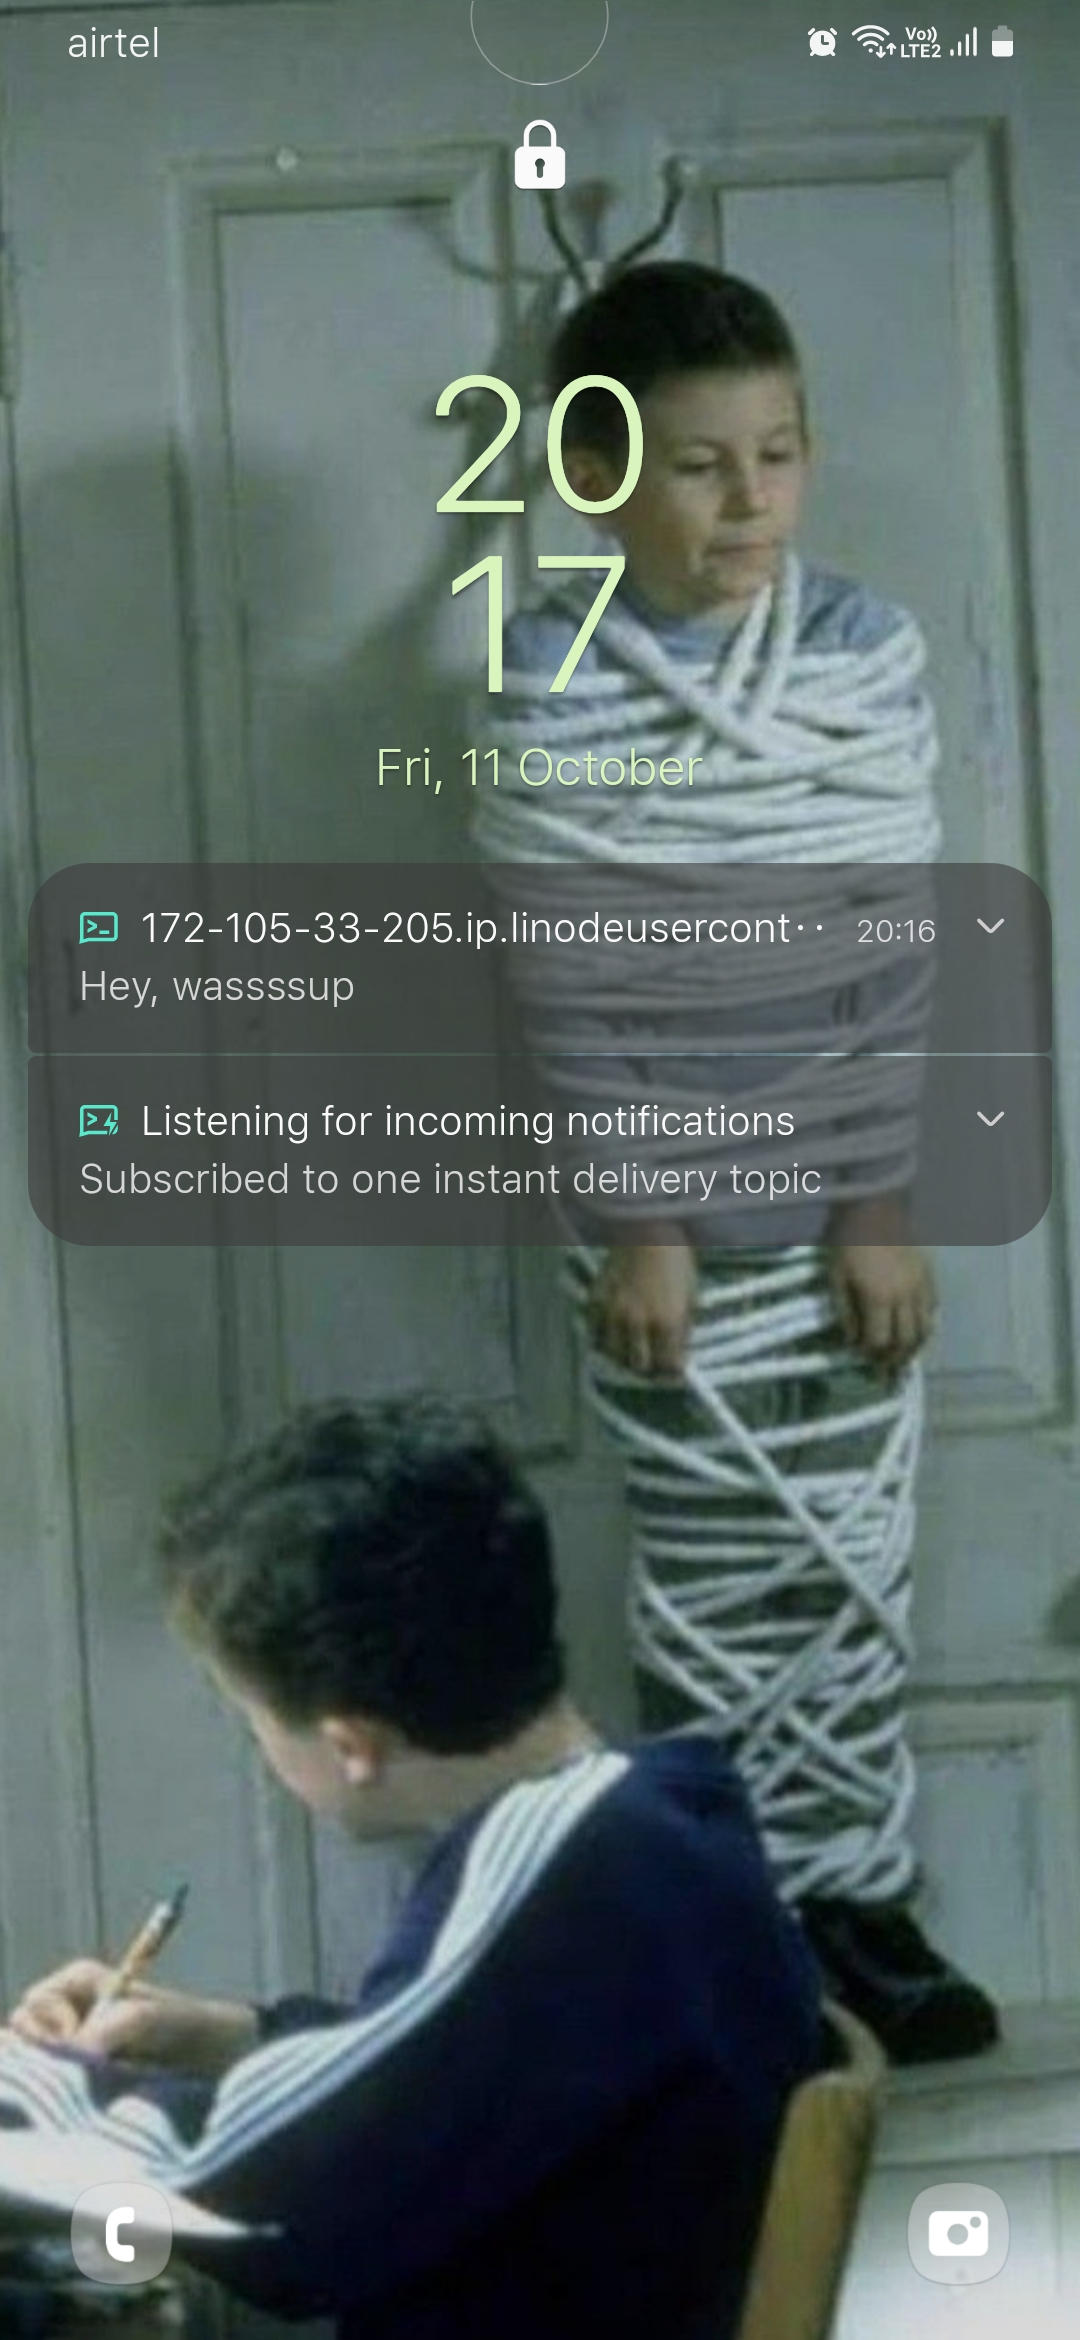 airtel
Vo))
LTE2
20
17
Fri, 11 October
172-105-33-205.ip.linodeusercont··
20:16
Hey, wassssup
Listening for incoming notifications
Subscribed to one instant delivery topic